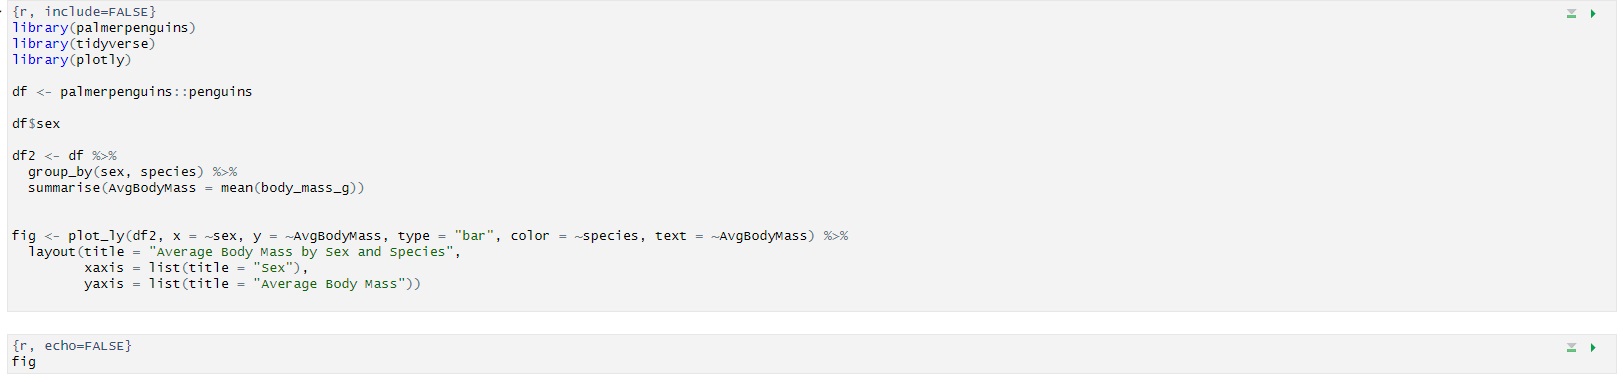 {r, include=FALSE}
library(palmerpenguins)
library(tidyverse)
library(plotly)
df <- palmerpenguins::penguins
df$sex
df2 <- df %>%
  group_by(sex, species) %>%
  summarise(AvgBodyMass = mean(body_mass_g))
fig <- plot_ly(df2, x = ~sex, y = ~AvgBodyMass, type = "bar", color = ~species, text = ~AvgBodyMass) %>%
  layout(title = "Average Body Mass by Sex and Species",
         xaxis = list(title = "Sex"),
         yaxis = list(title = "Average Body Mass"))
{r, echo=FALSE}
fig